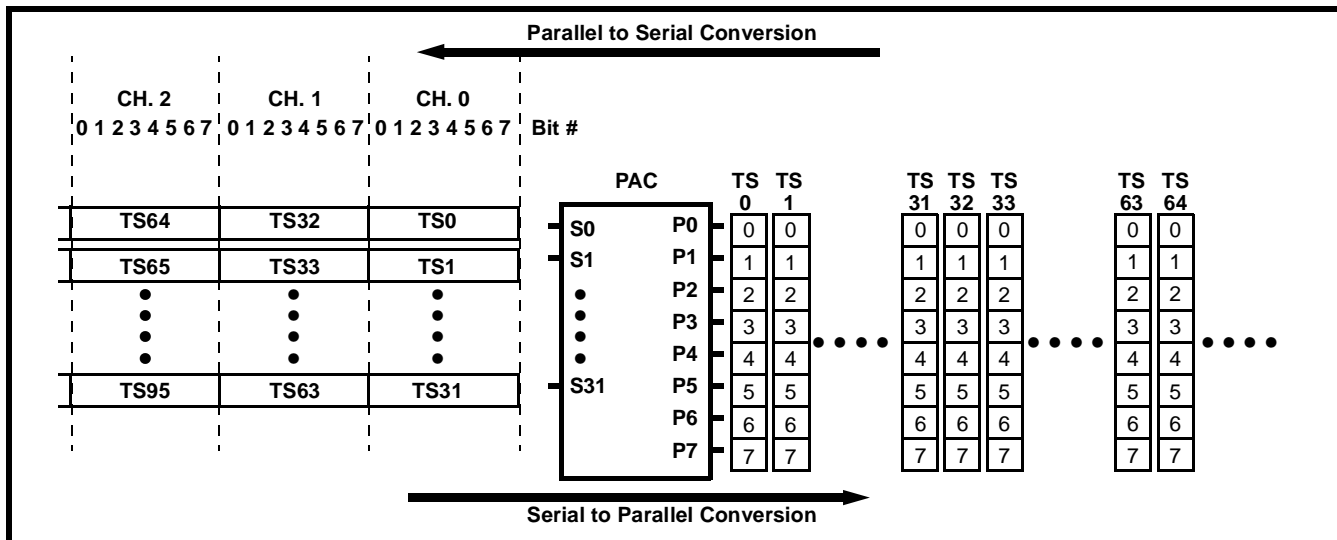 Parallel to Serial Conversion
CH. 2 CH. 1 CH. 0
0 1 2 3 4 5 6 7 0 1 2 3 4 5 6 7 0 1 2 3 4 5 6 7 Bit #
PAC
TS TS TS TS TS TS TS
0 1 31 32 33 63 64
TS64 TS32 TS0 S0 P0 0 0 0 0 0 0 0
TS65 TS33 TS1 S1 P1 1 1 1 1 1 1 1
P2 2 2 2 2 2 2 2
P3 3 3 3 3 3 3 3
P4 4 4 4 4 4 4 4
TS95 TS63 TS31 S31 P5 5 5 5 5 5 5 5
P6 6 6 6 6 6 6 6
P7 7 7 7 7 7 7 7
Serial to Parallel Conversion